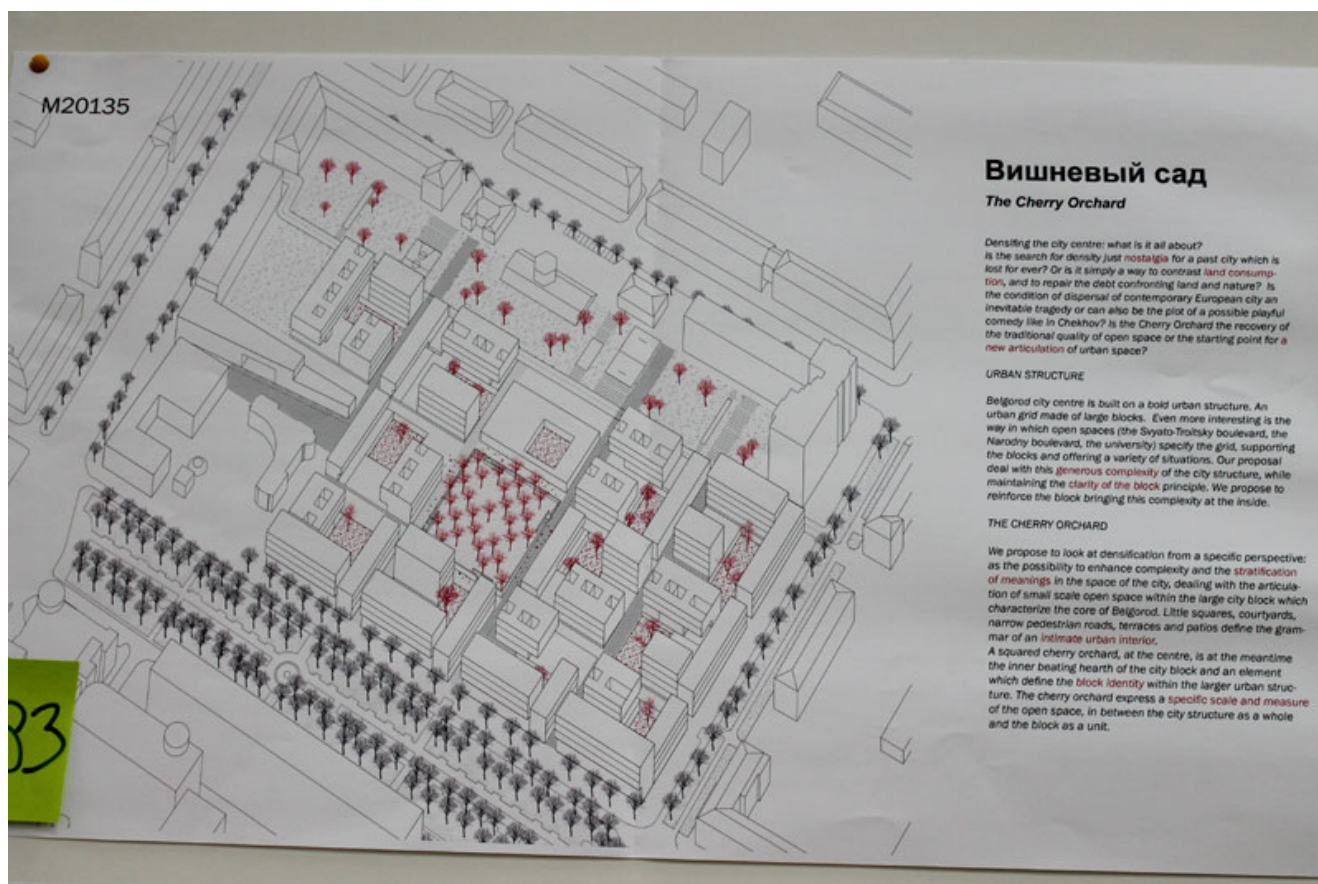 M20135
Вишневый сад
The Cherry Orchard
Densifing the city centre: what is it all about?
Is the search for density just nostalgia for a past city which is
lost for ever? Or is it simply a way to contrast land consump-
tion, and to repair the debt confronting land and nature? Is
the condition of dispersal of contemporary European city an
inevitable tragedy or can also be the plot of a possible playful
comedy like in Chekhov? Is the Cherry Orchard the recovery of
the traditional quality of open space or the starting point for a
new articulation of urban space?
URBAN STRUCTURE
Belgorod city centre is built on a bold urban structure. An
urban grid made of large blocks. Even more interesting is the
way in which open spaces (the Svyato-Troitsky boulevard, the
Narodny boulevard, the university) specify the grid, supporting
the blocks and offering a variety of situations. Our proposal
deal with this generous complexity of the city structure, while
maintaining the clarity of the block principle. We propose to
reinforce the block bringing this complexity at the inside.
THE CHERRY ORCHARD
We propose to look at densification from a specific perspective:
as the possibility to enhance complexity and the stratification
of meanings in the space of the city, dealing with the articula-
tion of small scale open space within the large city block which
characterize the core of Belgorod. Little squares, courtyards,
narrow pedestrian roads, terraces and patios define the gram-
mar of an intimate urban interior.
A squared cherry orchard, at the centre, is at the meantime
the inner beating hearth of the city block and an element
which define the block identity within the larger urban struc-
ture. The cherry orchard express a specific scale and measure
of the open space, in between the city structure as a whole
and the block as a unit.
83